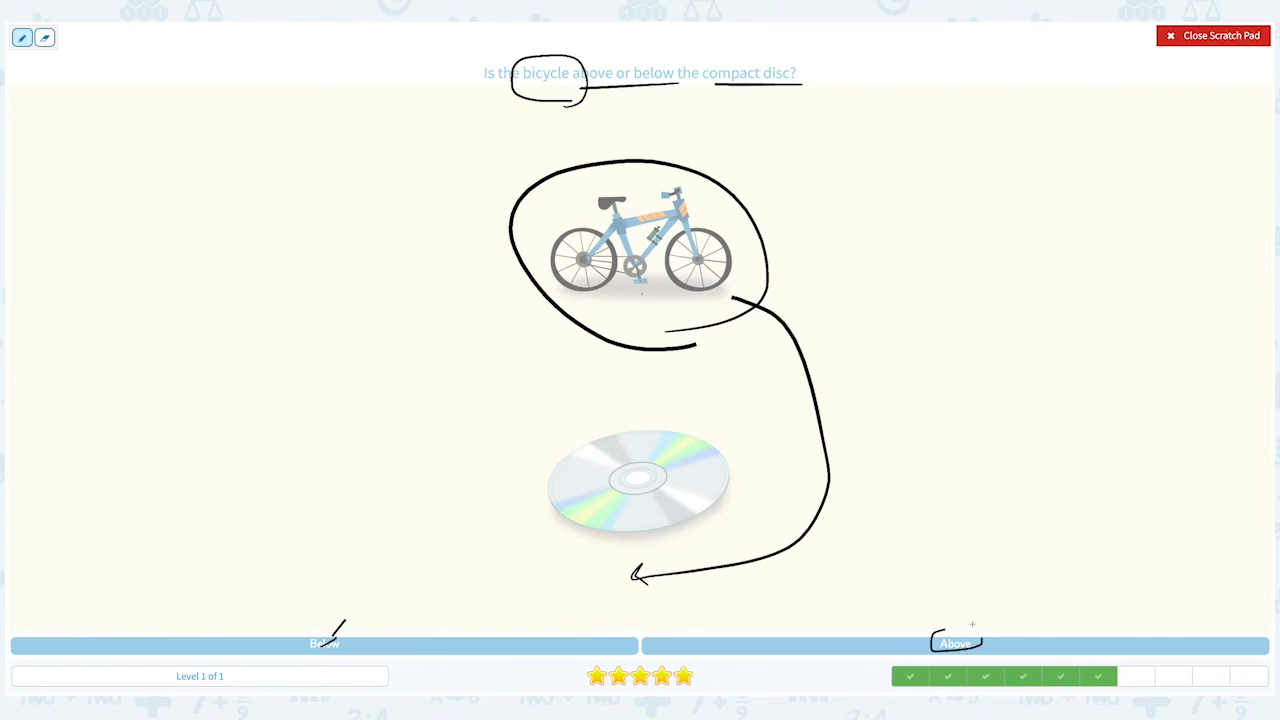 Close Scratch Pad
Is the bicycle above or below the compact disc?
Below
Above
Level 1 of 1